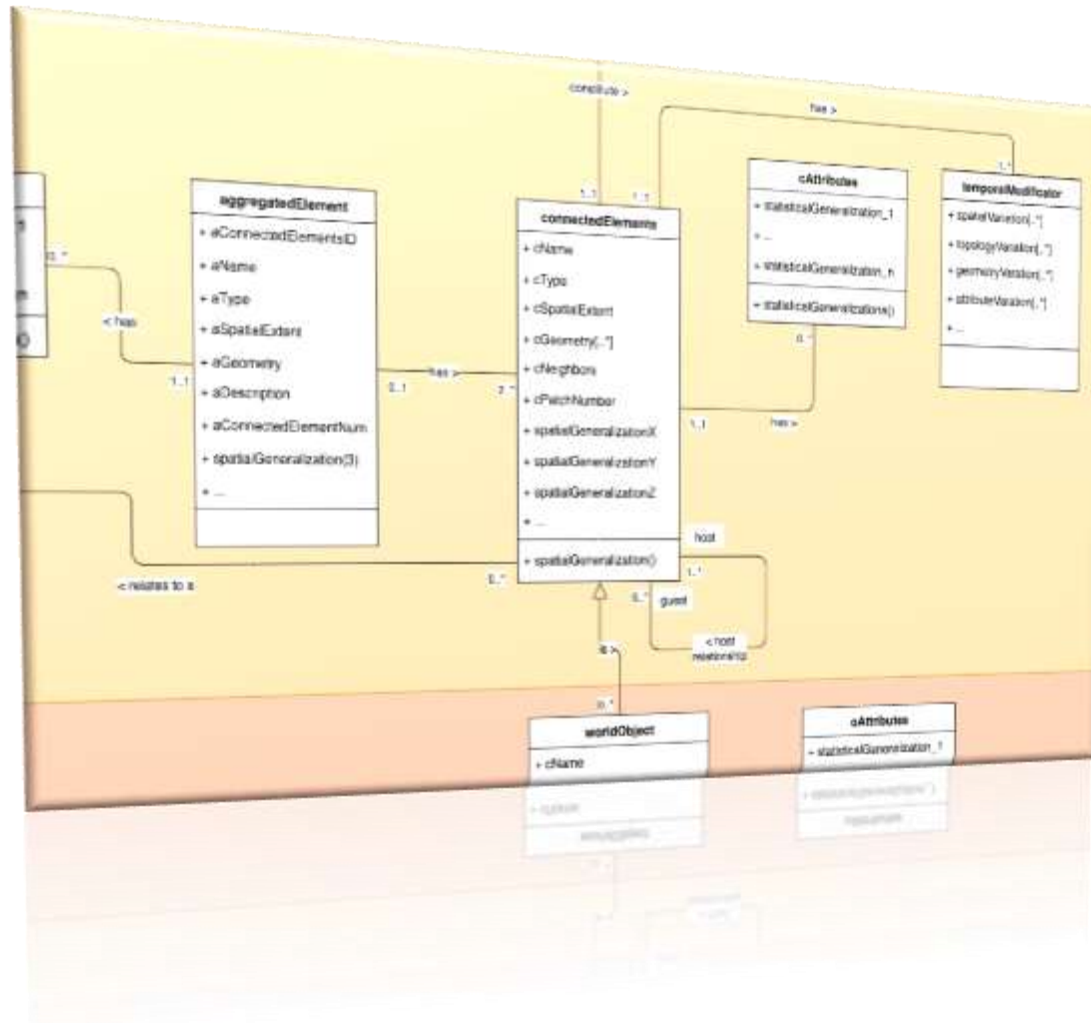 constitute >
has >
1..1
1..1
1..*
0..*
< has
1..1
aggregatedElement
+ aConnectedElementsID
+ aName
+ aType
+ aSpatialExtent
+ aGeometry
+ aDescription
+ aConnectedElementNum
+ spatialGeneralization(3)
+ ...
has >
0..1
2..*
connectedElements
+ cName
+ cType
+ cSpatialExtent
+ cGeometry[..*]
+ cNeighbors
+ cPatchNumber
+ spatialGeneralizationX
+ spatialGeneralizationY
+ spatialGeneralizationZ
+ ...
+ spatialGeneralization()
cAttributes
+ statisticalGeneralization_1
+ ...
+ statisticalGeneralization_n
+ statisticalGeneralizations()
0..*
1..1
has >
temporalModificator
+ spatialVariation[..*]
+ topologyVariation[..*]
+ geometryVariation[..*]
+ attributeVariation[..*]
+ ...
< relates to a
0..*
host
1..*
0..*
guest
< host
relationship
is >
0..*
worldObject
+ cName
oAttributes
+ statisticalGeneralization_1